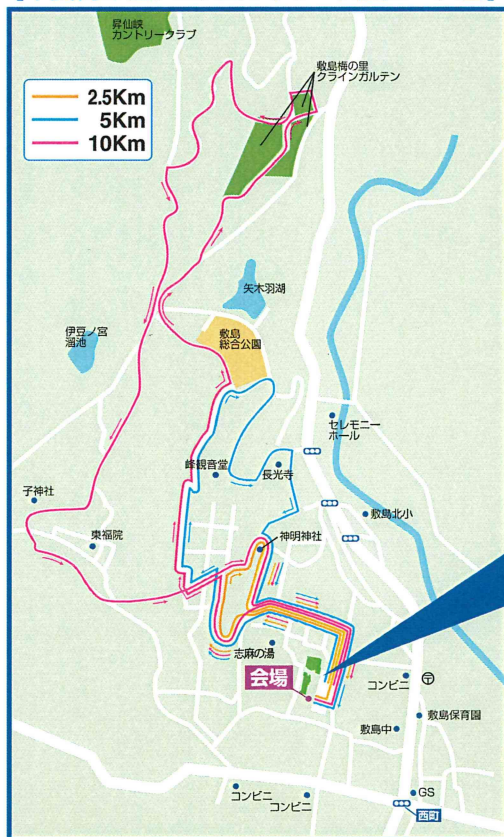 昇仙峡
カントリークラブ
敷島梅の里
クラインガルテン
2.5Km
5Km
10Km
矢木羽湖
伊豆ノ宮
溜池
敷島
総合公園
セレモニー
ホール
峰観音堂
長光寺
子神社
敷島北小
東福院
神明神社
志麻の湯
会場
コンビニ
〒
敷島保育園
敷島中
コンビニ
コンビニ
GS
西町